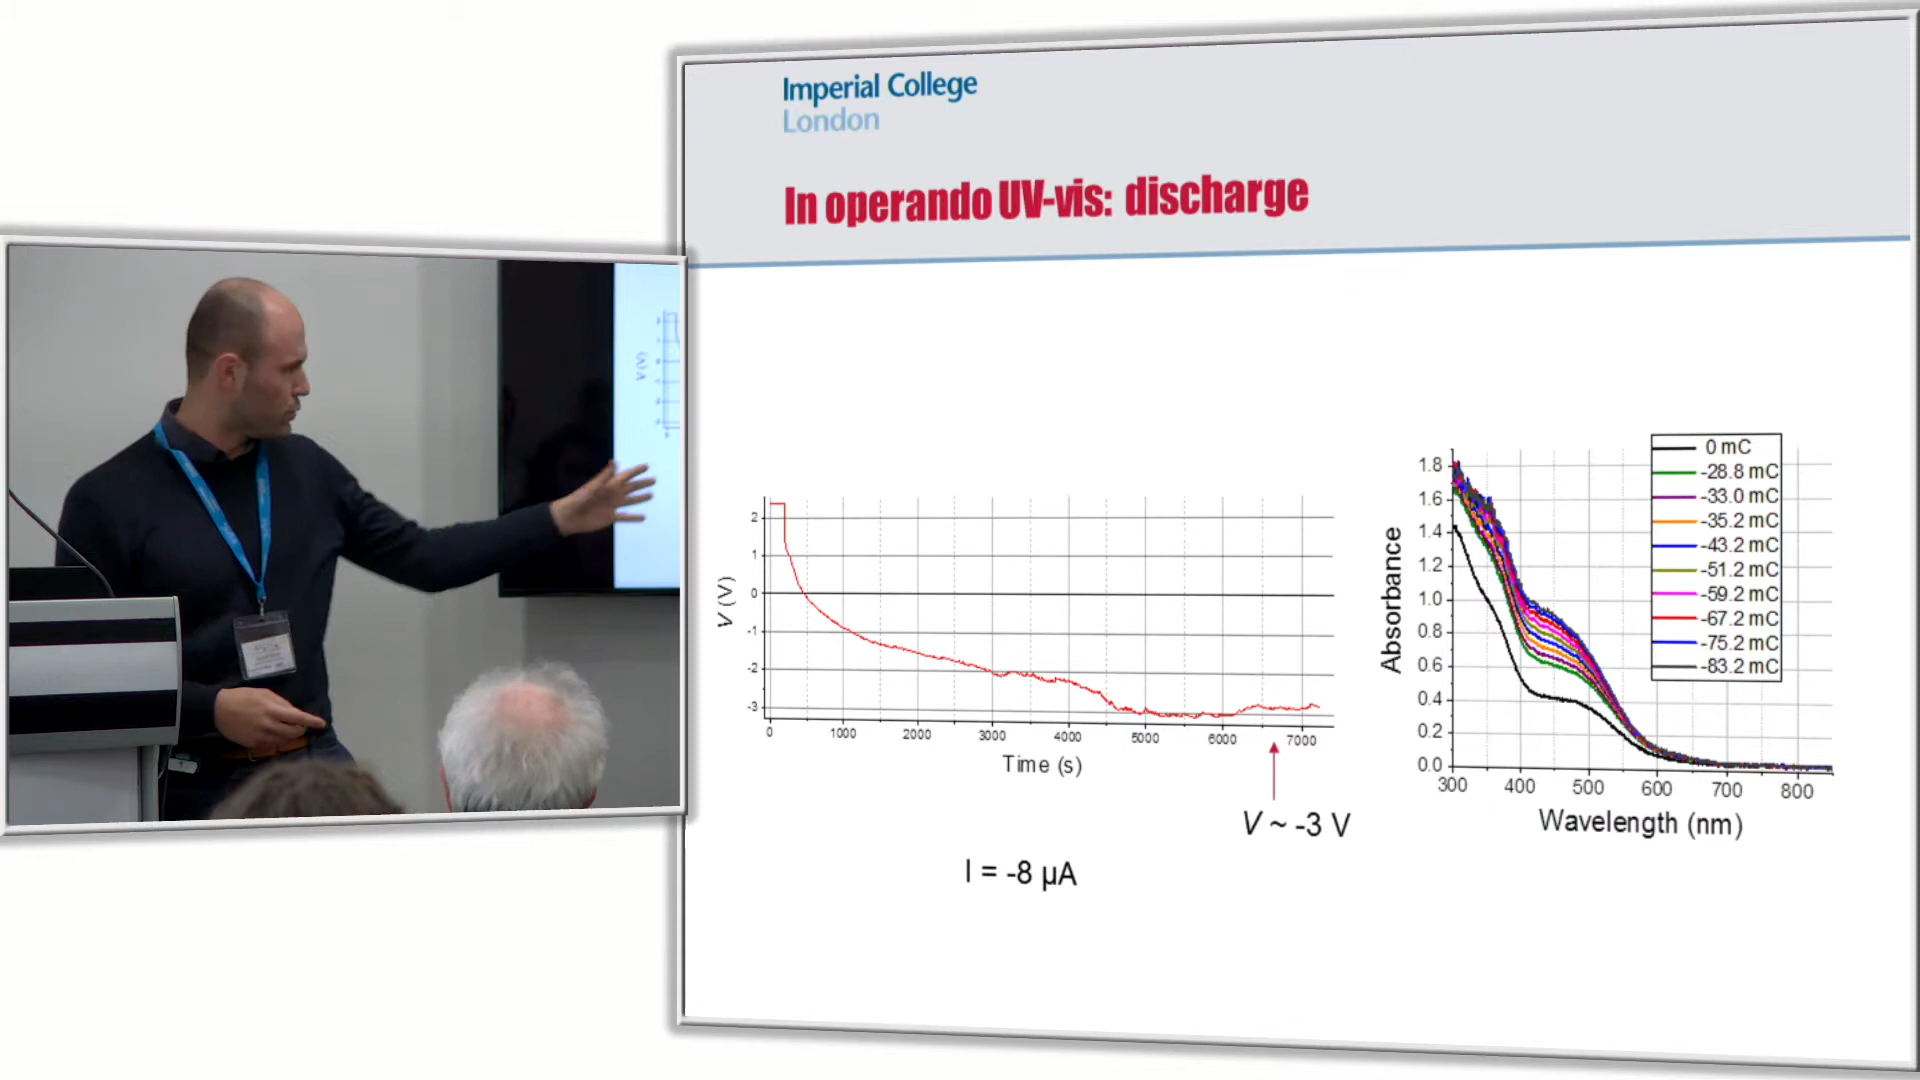 Imperial College
London
In operando UV-vis: discharge
V (V)
2
1
0
-1
-2
-3
0 1000 2000 3000 4000 5000 6000 7000
Time (s)
V ~ -3 V
I = -8 µA
Absorbance
1.8
1.6
1.4
1.2
1.0
0.8
0.6
0.4
0.2
0.0
300 400 500 600 700 800
Wavelength (nm)
0 mC
-28.8 mC
-33.0 mC
-35.2 mC
-43.2 mC
-51.2 mC
-59.2 mC
-67.2 mC
-75.2 mC
-83.2 mC
V (V)